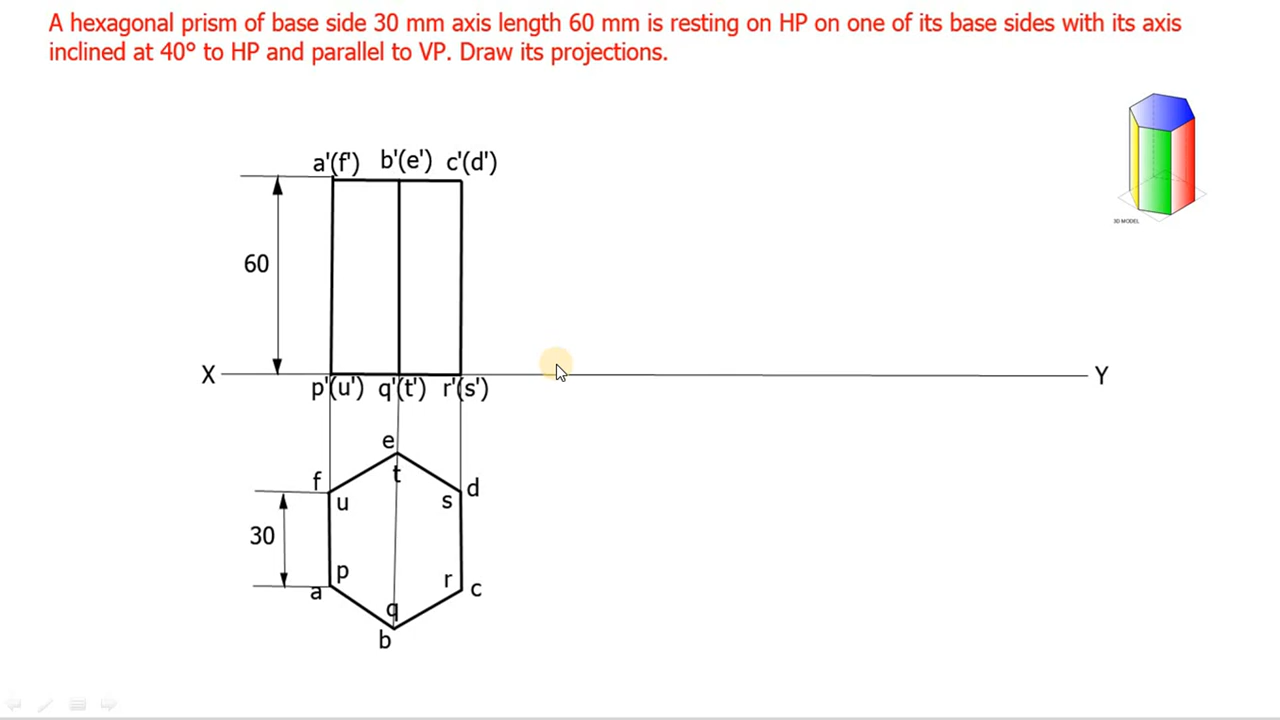 A hexagonal prism of base side 30 mm axis length 60 mm is resting on HP on one of its base sides with its axis
inclined at 40° to HP and parallel to VP. Draw its projections.
a'(f') b'(e') c'(d')
3D MODEL
60
X Y
p'(u') q'(t') r'(s')
e
t
f d
u s
30
p r
a c
q
b